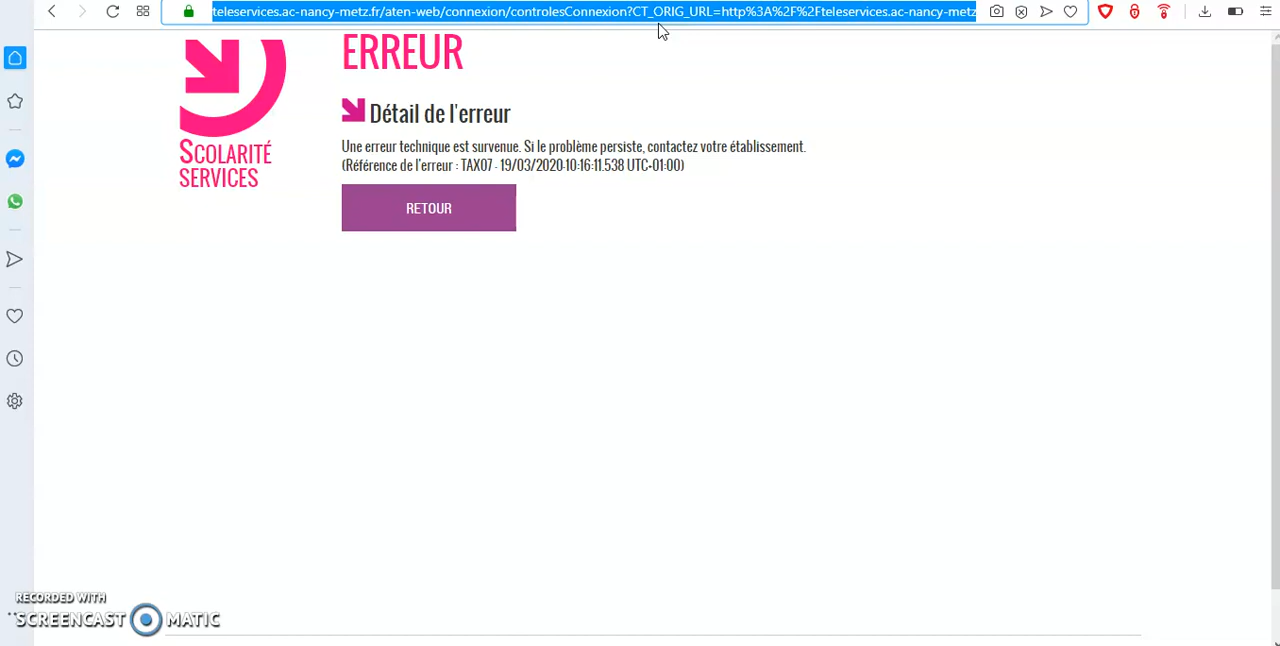 teleservices.ac-nancy-metz.fr/aten-web/connexion/controlesConnexion?CT_ORIG_URL=http%3A%2F%2Fteleservices.ac-nancy-metz
ERREUR
Détail de l'erreur
Une erreur technique est survenue. Si le problème persiste, contactez votre établissement.
(Référence de l'erreur : TAX07 - 19/03/2020-10:16:11.538 UTC+01:00)
RETOUR
SCOLARITÉ
SERVICES
RECORDED WITH
SCREENCAST MATIC